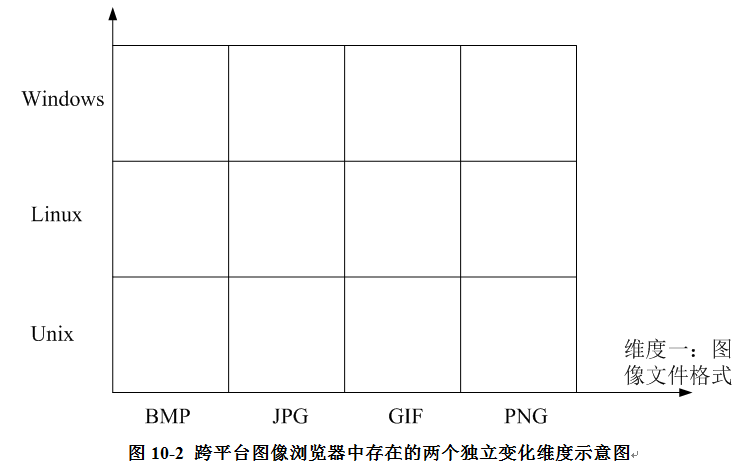 Windows
Linux
Unix
维度一：图
像文件格式
BMP JPG GIF PNG
图 10-2 跨平台图像浏览器中存在的两个独立变化维度示意图